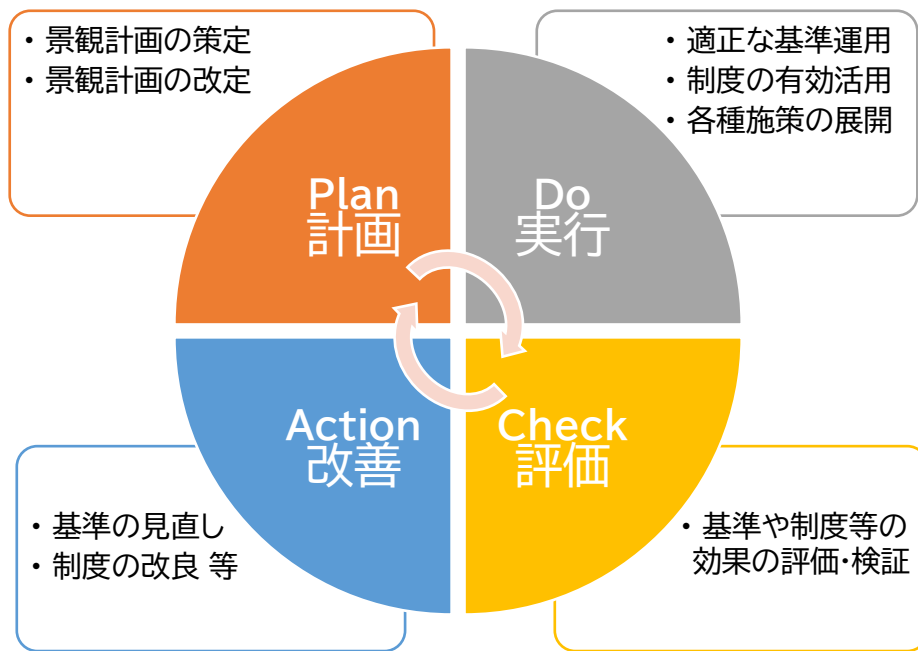 ・景観計画の策定
・景観計画の改定
・適正な基準運用
・制度の有効活用
・各種施策の展開
Plan
計画
Do
実行
Action
改善
Check
評価
・基準の見直し
・制度の改良 等
・基準や制度等の
効果の評価・検証